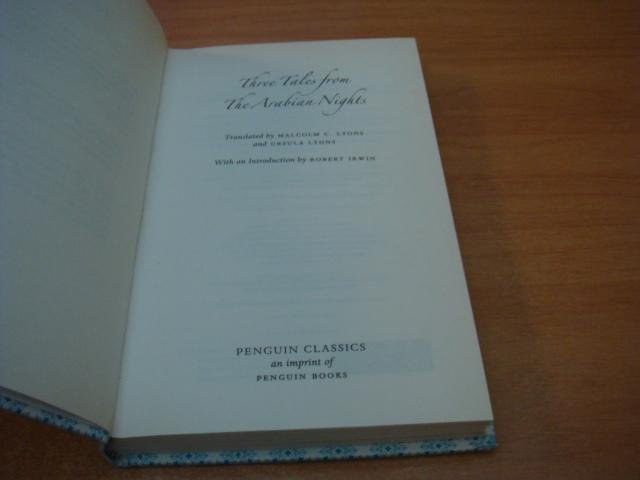 Three Tales from
The Arabian Nights
Translated by MALCOLM C. LYONS
and URSULA LYONS
With an Introduction by ROBERT IRWIN
PENGUIN CLASSICS
an imprint of
PENGUIN BOOKS